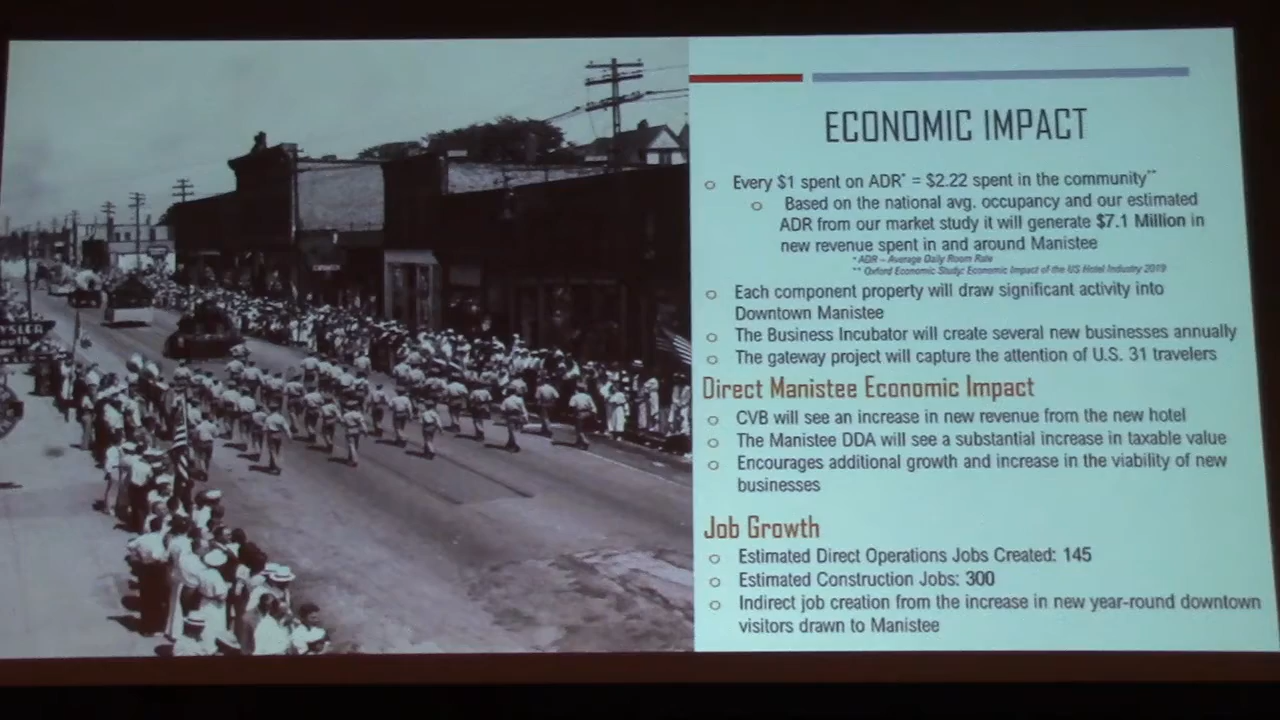 ECONOMIC IMPACT
o Every $1 spent on ADR* = $2.22 spent in the community**
o Based on the national avg. occupancy and our estimated
ADR from our market study it will generate $7.1 Million in
new revenue spent in and around Manistee
* ADR – Average Daily Room Rate
** Oxford Economic Study: Economic Impact of the US Hotel Industry 2019
o Each component property will draw significant activity into
Downtown Manistee
o The Business Incubator will create several new businesses annually
o The gateway project will capture the attention of U.S. 31 travelers
Direct Manistee Economic Impact
o CVB will see an increase in new revenue from the new hotel
o The Manistee DDA will see a substantial increase in taxable value
o Encourages additional growth and increase in the viability of new
businesses
Job Growth
o Estimated Direct Operations Jobs Created: 145
o Estimated Construction Jobs: 300
o Indirect job creation from the increase in new year-round downtown
visitors drawn to Manistee